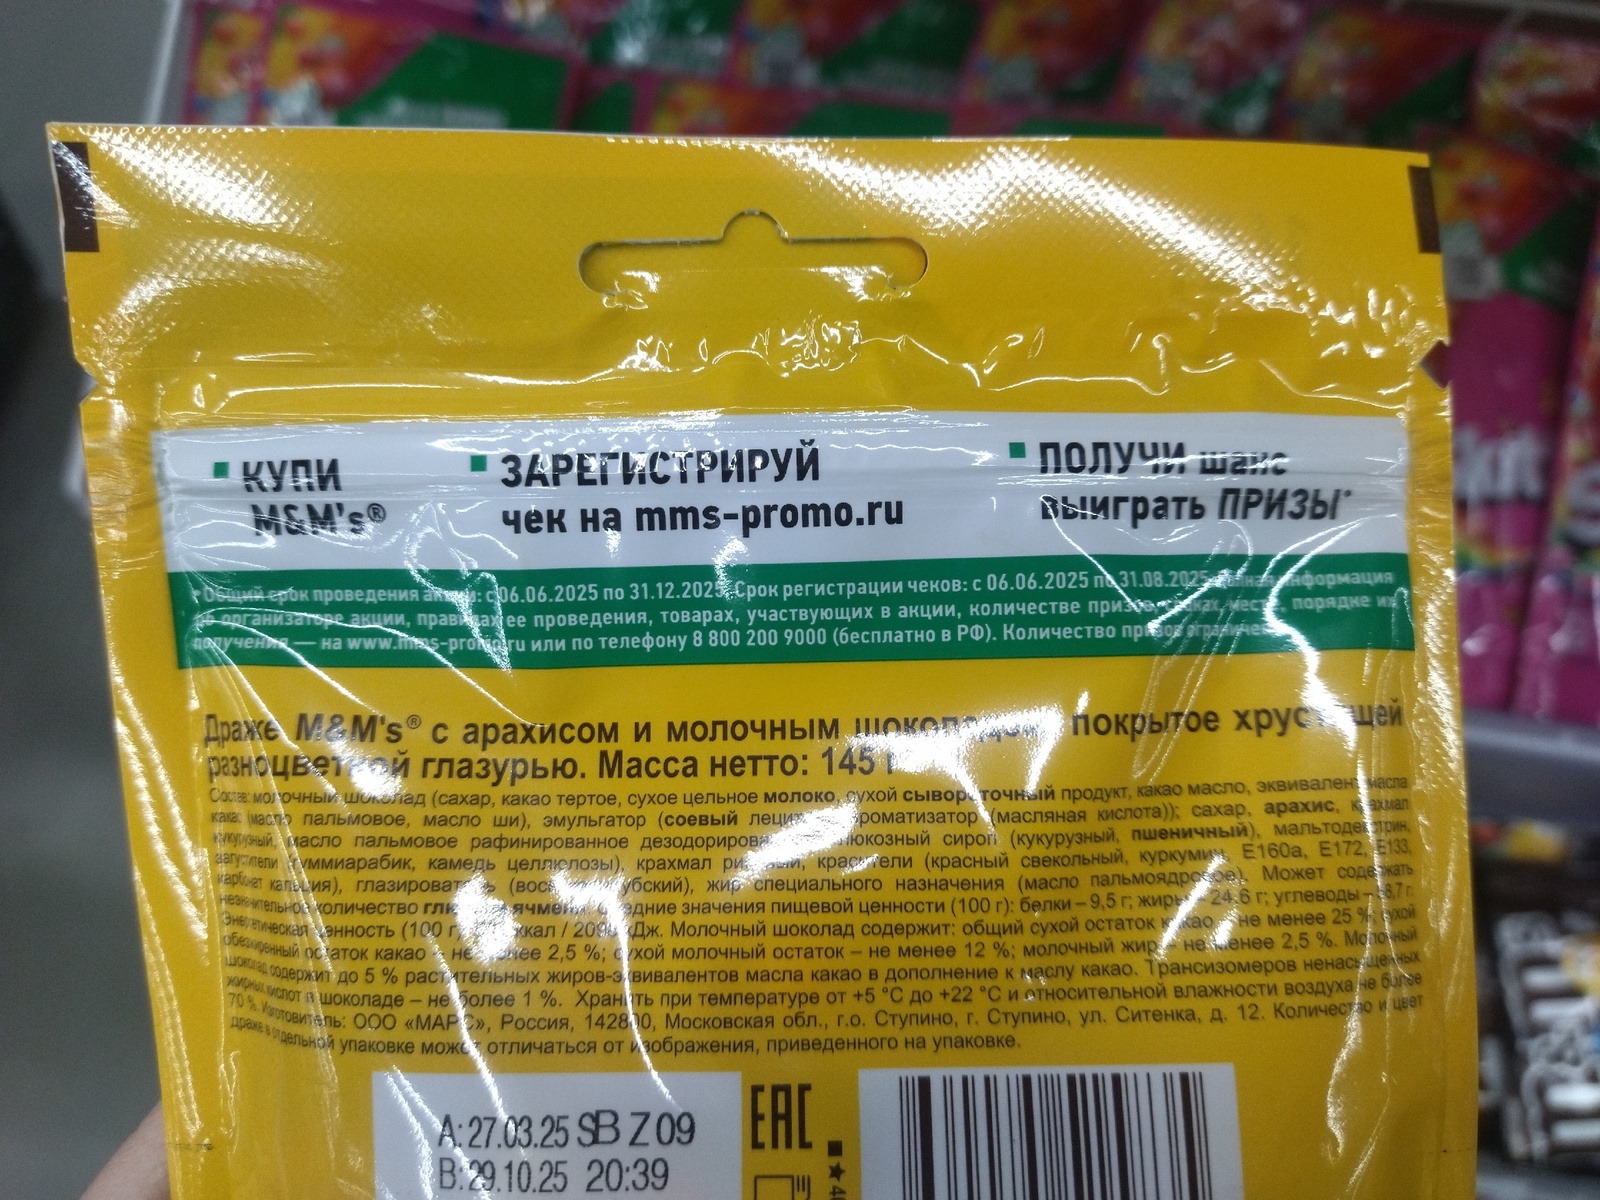 КУПИ
M&M's®
ЗАРЕГИСТРИРУЙ
чек на mms-promo.ru
ПОЛУЧИ шанс
выиграть ПРИЗЫ*
* Общий срок проведения акции: с 06.06.2025 по 31.12.2025. Срок регистрации чеков: с 06.06.2025 по 31.08.2025. Полная информация
об организаторе акции, правилах ее проведения, товарах, участвующих в акции, количестве призов, сроках, месте, порядке их
получения — на www.mms-promo.ru или по телефону 8 800 200 9000 (бесплатно в РФ). Количество призов ограничено.
Драже M&M's® с арахисом и молочным шоколадом, покрытое хрустящей
разноцветной глазурью. Масса нетто: 145 г
Состав: молочный шоколад (сахар, какао тертое, сухое цельное молоко, сухой сывороточный продукт, какао масло, эквивалент масла
какао (масло пальмовое, масло ши), эмульгатор (соевый лецитин), ароматизатор (масляная кислота)); сахар, арахис, крахмал
кукурузный, масло пальмовое рафинированное дезодорированное, глюкозный сироп (кукурузный, пшеничный), мальтодекстрин,
загустители (гуммиарабик, камедь целлюлозы), крахмал рисовый, красители (красный свекольный, куркумин, E160a, E172, E133,
карбонат кальция), глазирователь (воск карнаубский), жир специального назначения (масло пальмоядровое). Может содержать
незначительное количество глютена ячменя. Средние значения пищевой ценности (100 г): белки – 9,5 г; жиры – 24,6 г; углеводы – 58,7 г.
Энергетическая ценность (100 г): ккал / 209 кДж. Молочный шоколад содержит: общий сухой остаток какао – не менее 25 %; сухой
обезжиренный остаток какао – не менее 2,5 %; сухой молочный остаток – не менее 12 %; молочный жир – не менее 2,5 %. Молочный
шоколад содержит до 5 % растительных жиров-эквивалентов масла какао в дополнение к маслу какао. Трансизомеров ненасыщенных
жирных кислот в шоколаде – не более 1 %. Хранить при температуре от +5 °C до +22 °C и относительной влажности воздуха не более
70 %. Изготовитель: ООО «МАРС», Россия, 142800, Московская обл., г.о. Ступино, г. Ступино, ул. Ситенка, д. 12. Количество и цвет
драже в отдельной упаковке может отличаться от изображения, приведенного на упаковке.
A: 27.03.25 SB Z 09
B: 29.10.25 20:39
EAC